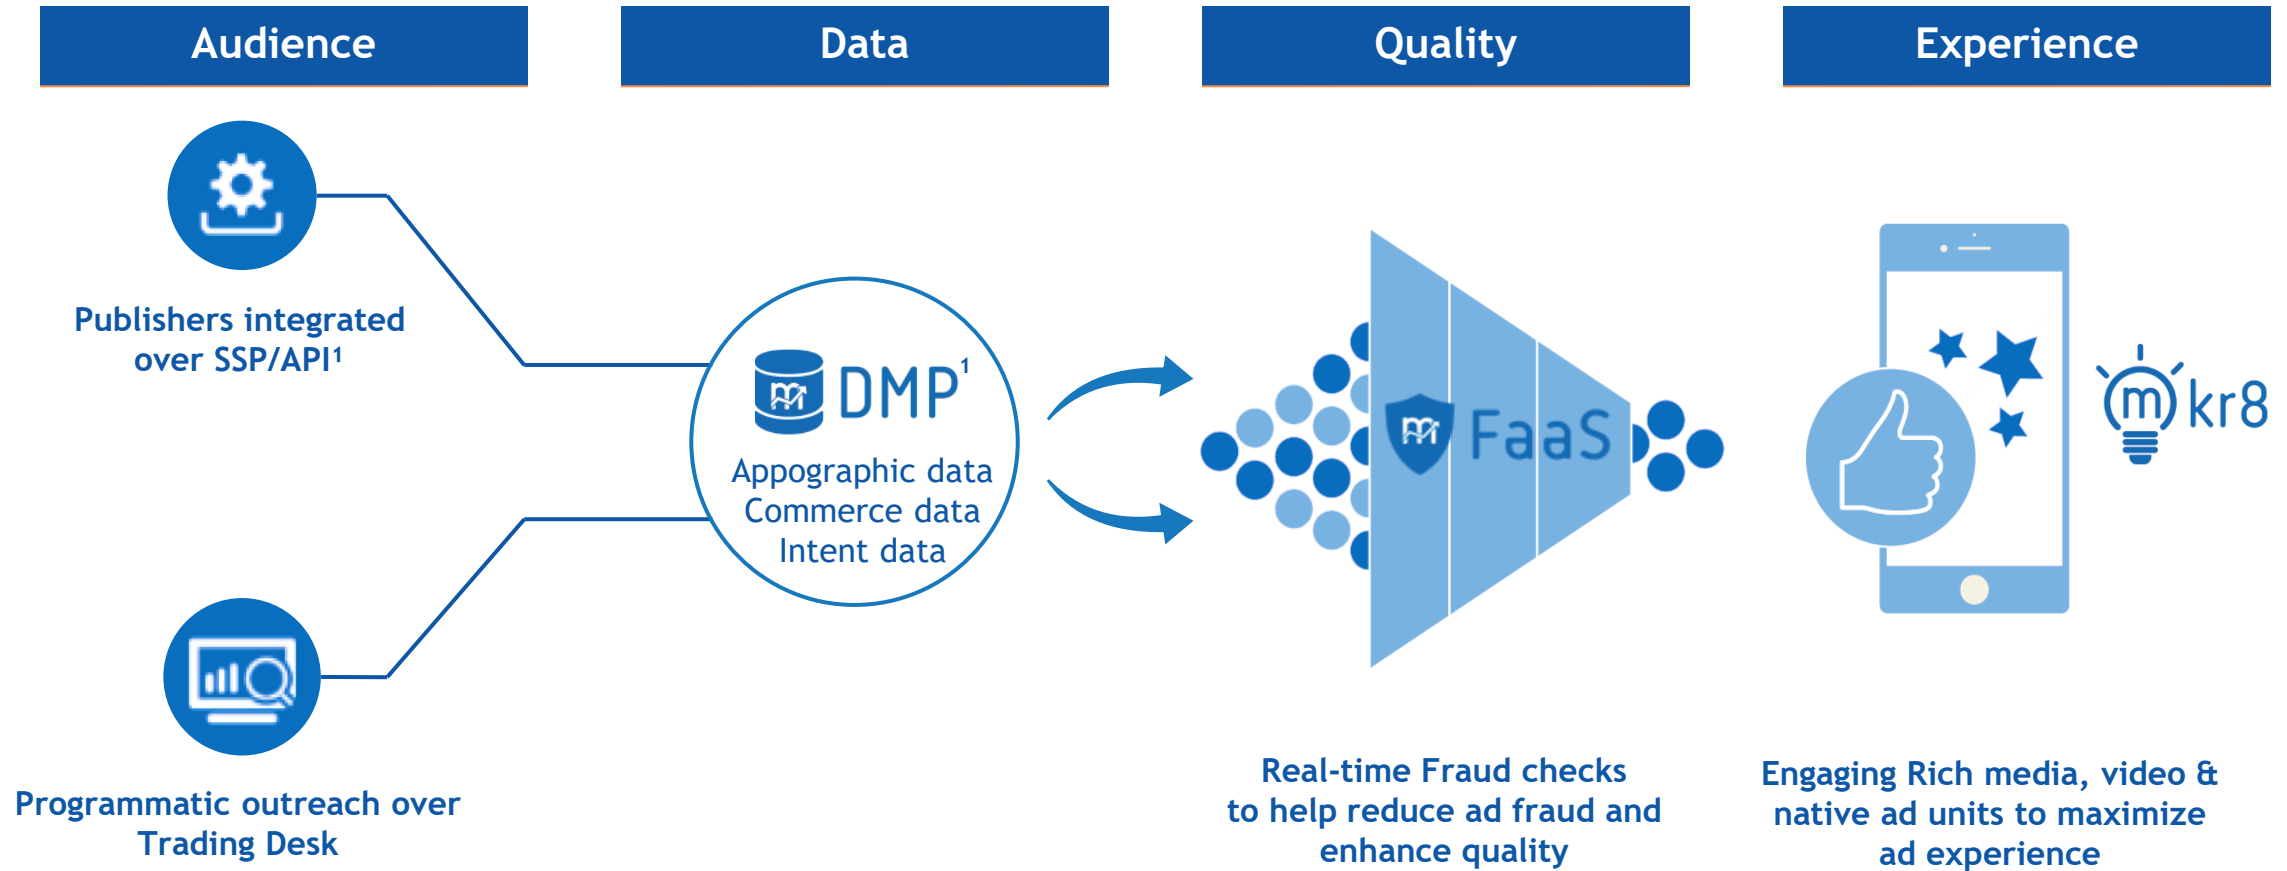 Audience
Data
Quality
Experience
Publishers integrated
over SSP/API¹
DMP¹
Appographic data
Commerce data
Intent data
m
FaaS
m
kr8
Programmatic outreach over
Trading Desk
Real-time Fraud checks
to help reduce ad fraud and
enhance quality
Engaging Rich media, video &
native ad units to maximize
ad experience